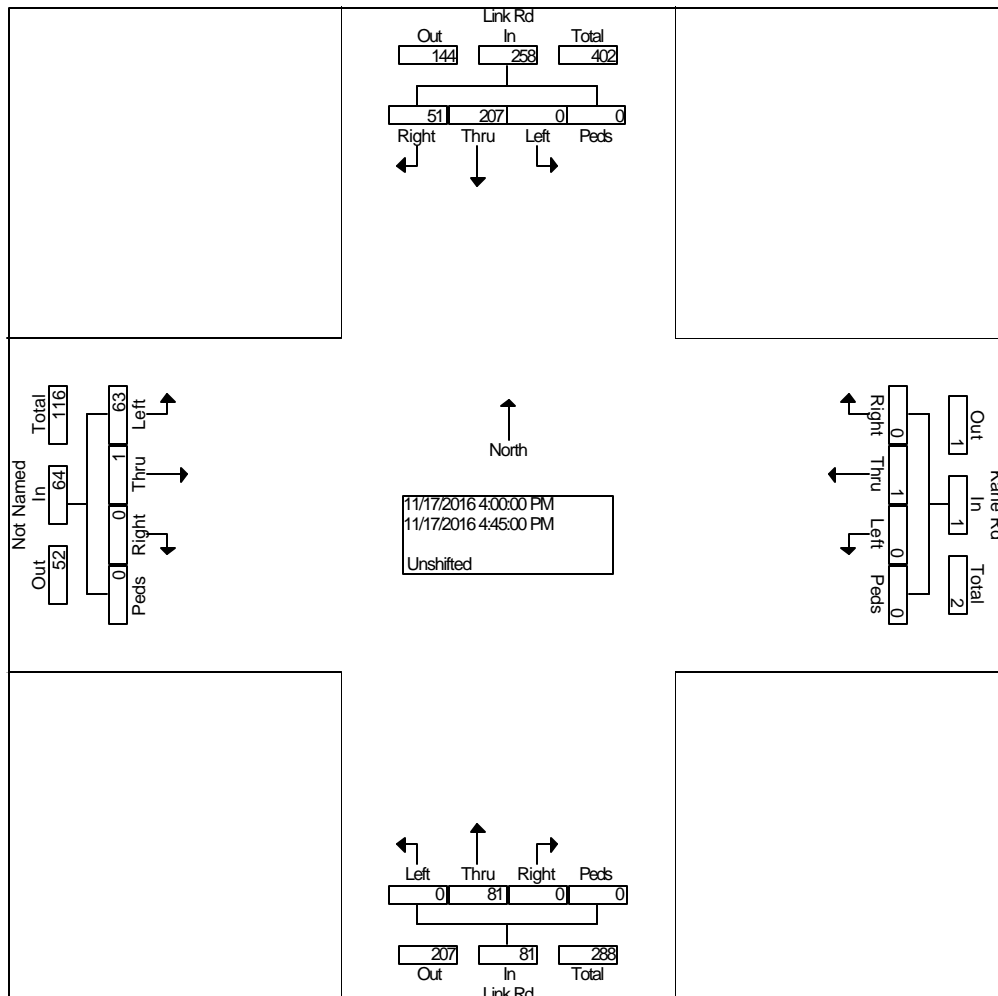 Link Rd
Out In Total
144 258 402
51 207 0 0
Right Thru Left Peds
Not Named
Total In Out
116 64 52
63 1 0 0
Left Thru Right Peds
North
11/17/2016 4:00:00 PM
11/17/2016 4:45:00 PM
Unshifted
Right Thru Left Peds
0 1 0 0
Out In Total
1 1 2
Rd
Left Thru Right Peds
0 81 0 0
207 81 288
Out In Total
Link Rd